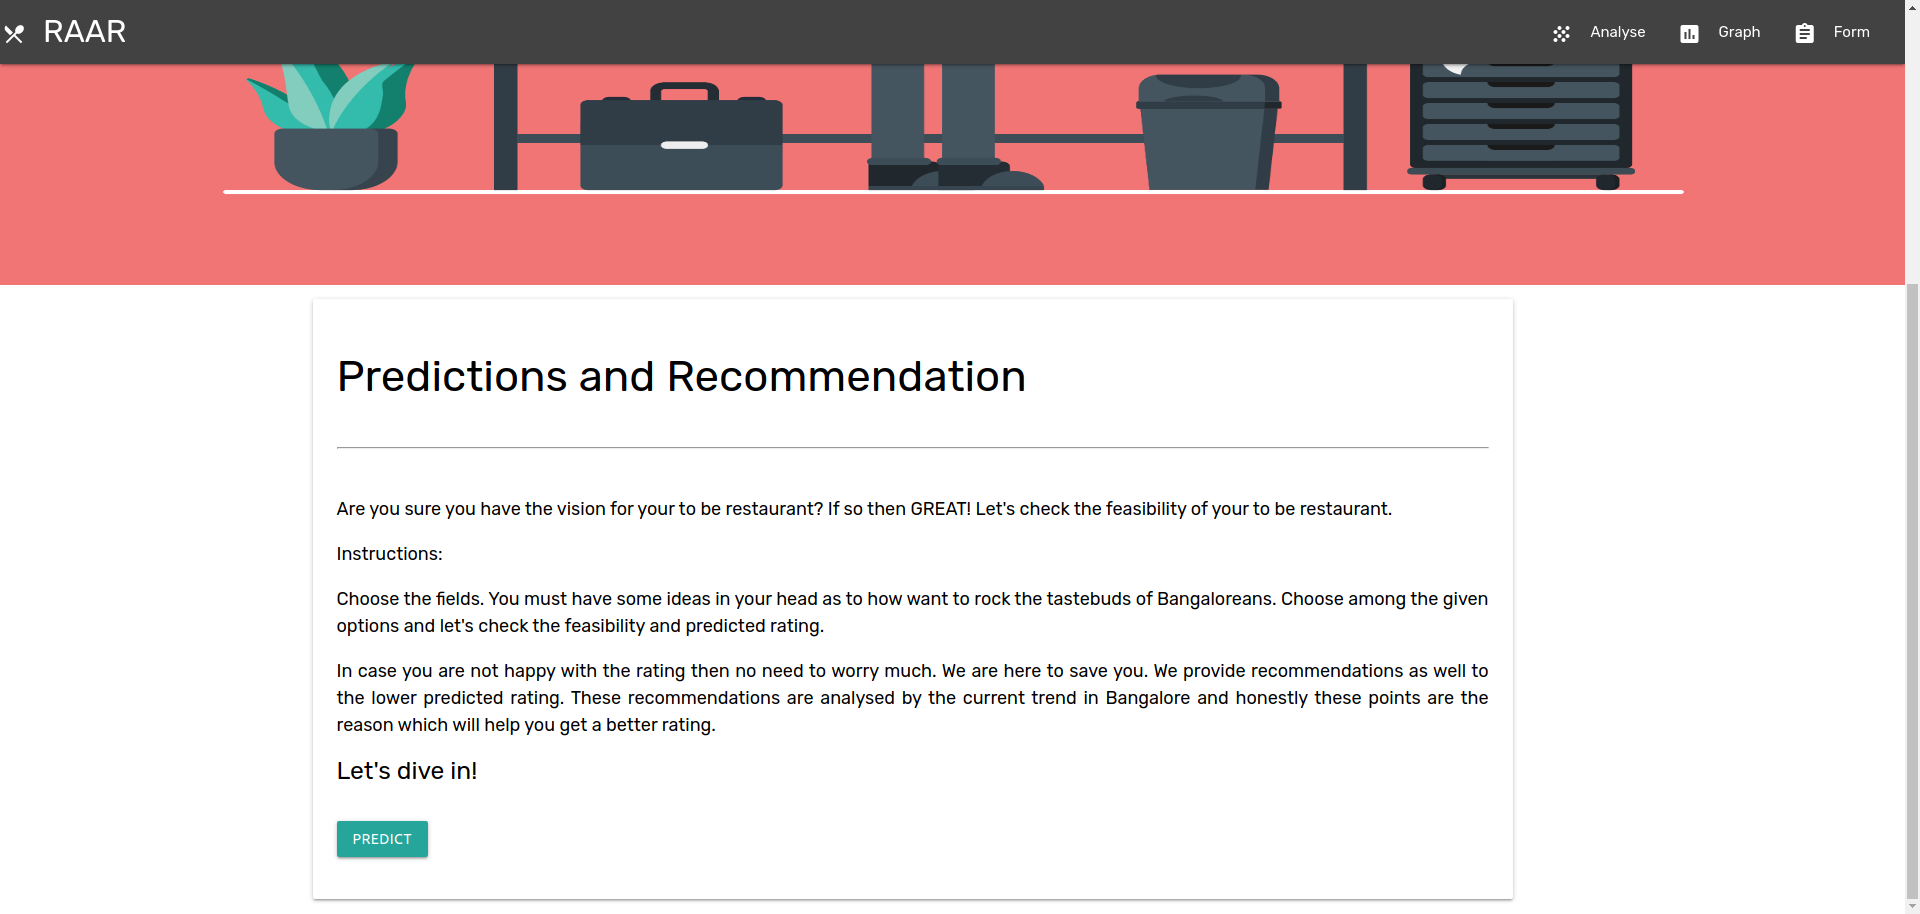 RAAR
Analyse
Graph
Form
Predictions and Recommendation
Are you sure you have the vision for your to be restaurant? If so then GREAT! Let's check the feasibility of your to be restaurant.
Instructions:
Choose the fields. You must have some ideas in your head as to how want to rock the tastebuds of Bangaloreans. Choose among the given
options and let's check the feasibility and predicted rating.
In case you are not happy with the rating then no need to worry much. We are here to save you. We provide recommendations as well to
the lower predicted rating. These recommendations are analysed by the current trend in Bangalore and honestly these points are the
reason which will help you get a better rating.
Let's dive in!
PREDICT